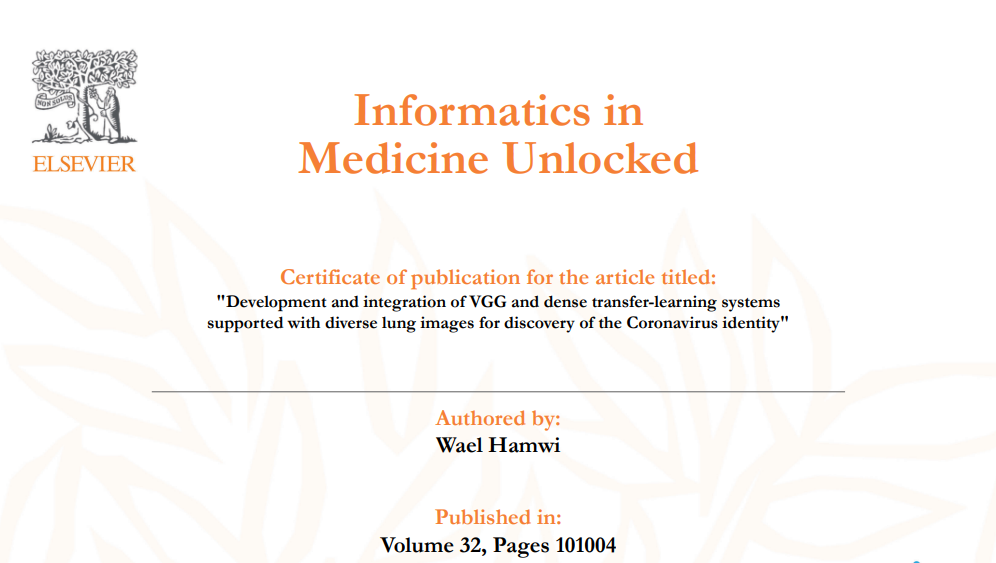 NON SOLUS
ELSEVIER
Informatics in
Medicine Unlocked
Certificate of publication for the article titled:
"Development and integration of VGG and dense transfer-learning systems
supported with diverse lung images for discovery of the Coronavirus identity"
Authored by:
Wael Hamwi
Published in:
Volume 32, Pages 101004